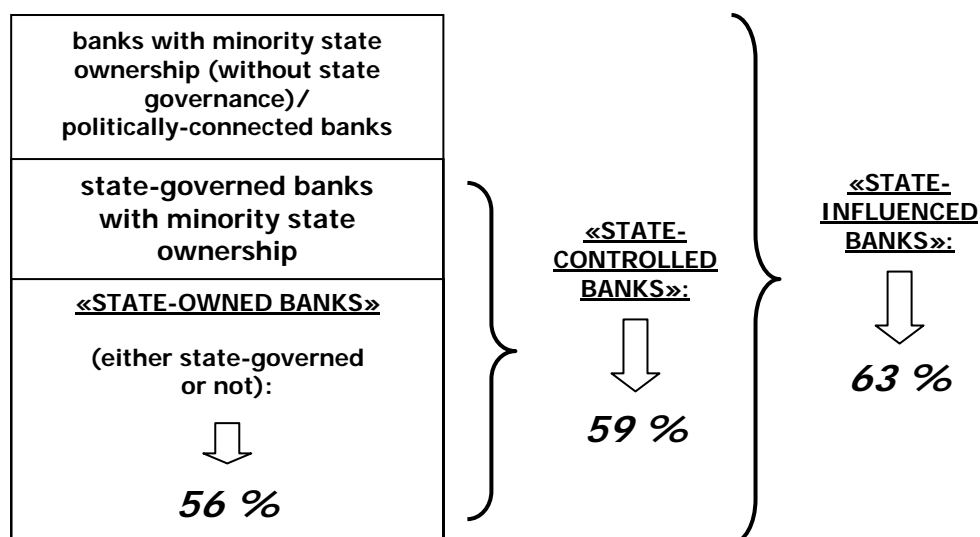 banks with minority state
ownership (without state
governance)/
politically-connected banks
state-governed banks
with minority state
ownership
«STATE-OWNED BANKS»
(either state-governed
or not):
56 %
«STATE-
CONTROLLED
BANKS»:
59 %
«STATE-
INFLUENCED
BANKS»:
63 %